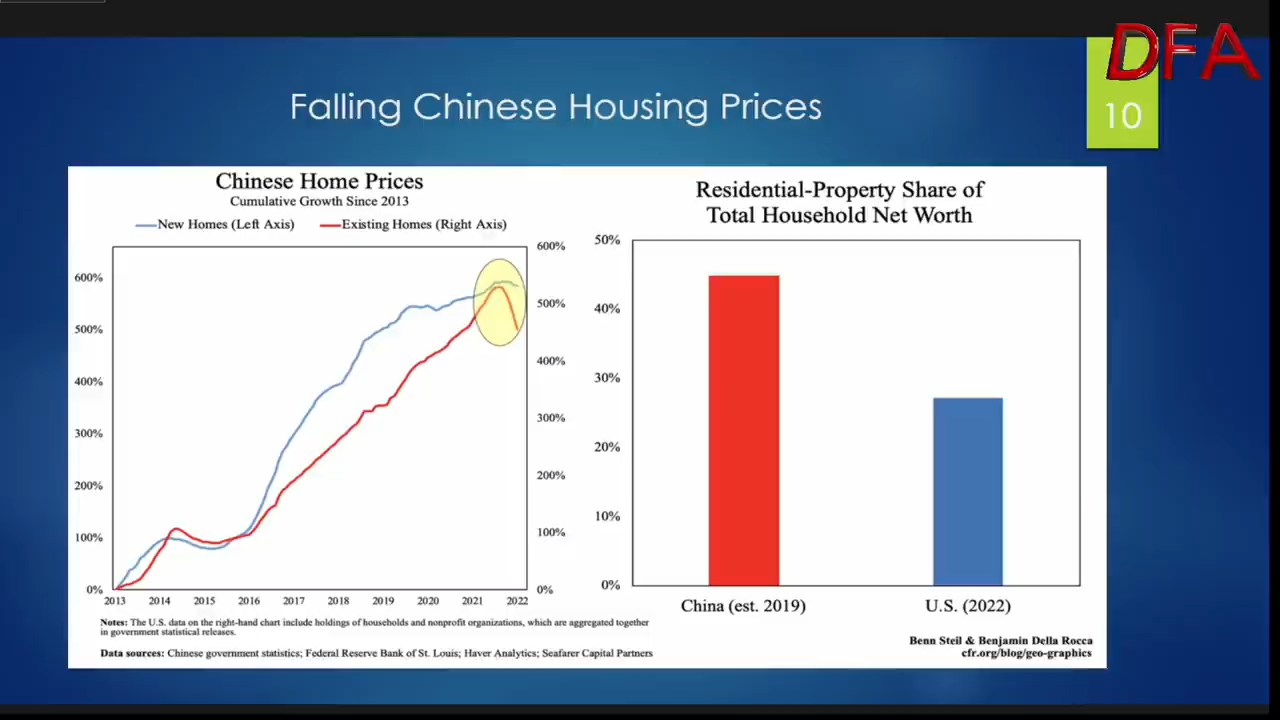 DFA
10
Falling Chinese Housing Prices
Chinese Home Prices
Cumulative Growth Since 2013
New Homes (Left Axis)
Existing Homes (Right Axis)
600%
500%
400%
300%
200%
100%
0%
600%
500%
400%
300%
200%
100%
0%
2013 2014 2015 2016 2017 2018 2019 2020 2021 2022
Residential-Property Share of
Total Household Net Worth
50%
40%
30%
20%
10%
0%
China (est. 2019)
U.S. (2022)
Notes: The U.S. data on the right-hand chart include holdings of households and nonprofit organizations, which are aggregated together
in government statistical releases.
Data sources: Chinese government statistics; Federal Reserve Bank of St. Louis; Haver Analytics; Seafarer Capital Partners
Benn Steil & Benjamin Della Rocca
cfr.org/blog/geo-graphics